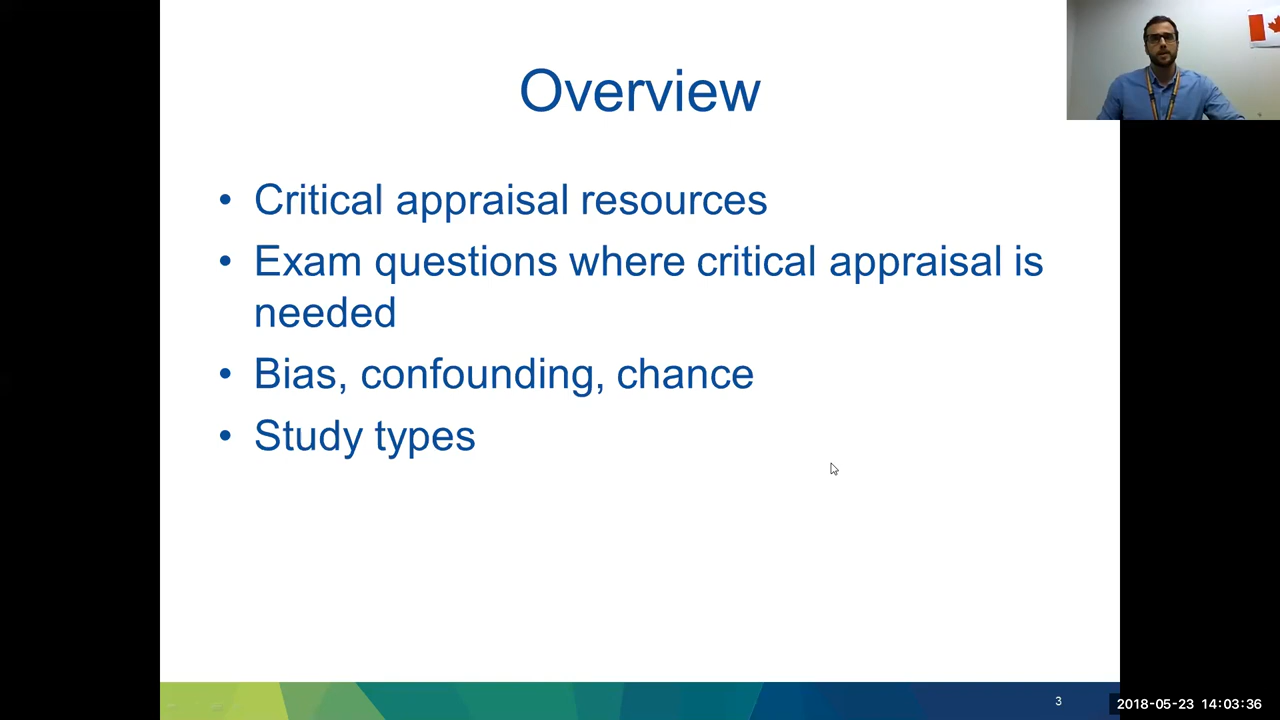 Overview
• Critical appraisal resources
• Exam questions where critical appraisal is
needed
• Bias, confounding, chance
• Study types
3
2018-05-23 14:03:36